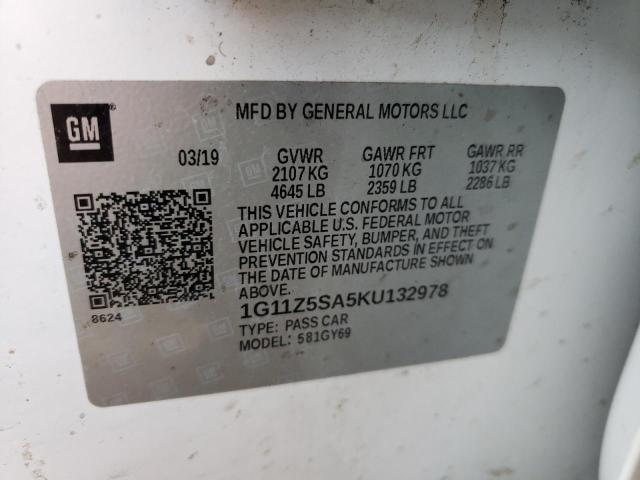 GM
MFD BY GENERAL MOTORS LLC
03/19 GVWR GAWR FRT GAWR RR
2107 KG 1070 KG 1037 KG
4645 LB 2359 LB 2286 LB
THIS VEHICLE CONFORMS TO ALL
APPLICABLE U.S. FEDERAL MOTOR
VEHICLE SAFETY, BUMPER, AND THEFT
PREVENTION STANDARDS IN EFFECT ON
THE DATE OF MANUFACTURE SHOWN
ABOVE.
8624
1G11Z5SA5KU132978
TYPE: PASS CAR
MODEL: 581GY69